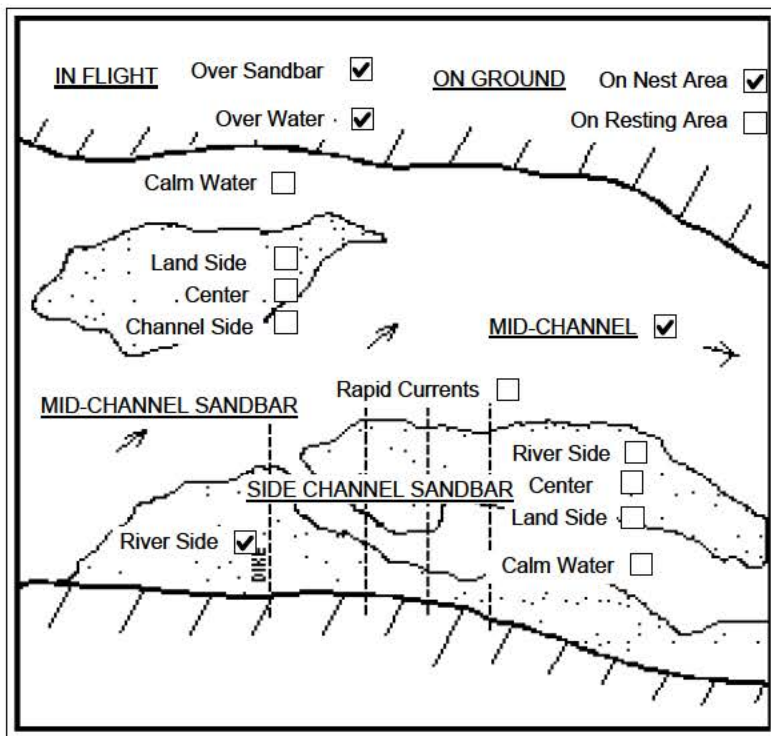 IN FLIGHT Over Sandbar ON GROUND On Nest Area
Over Water On Resting Area
Calm Water
Land Side
Center
Channel Side
MID-CHANNEL
Rapid Currents
MID-CHANNEL SANDBAR
River Side
SIDE CHANNEL SANDBAR Center
Land Side
River Side
DIKE
Calm Water